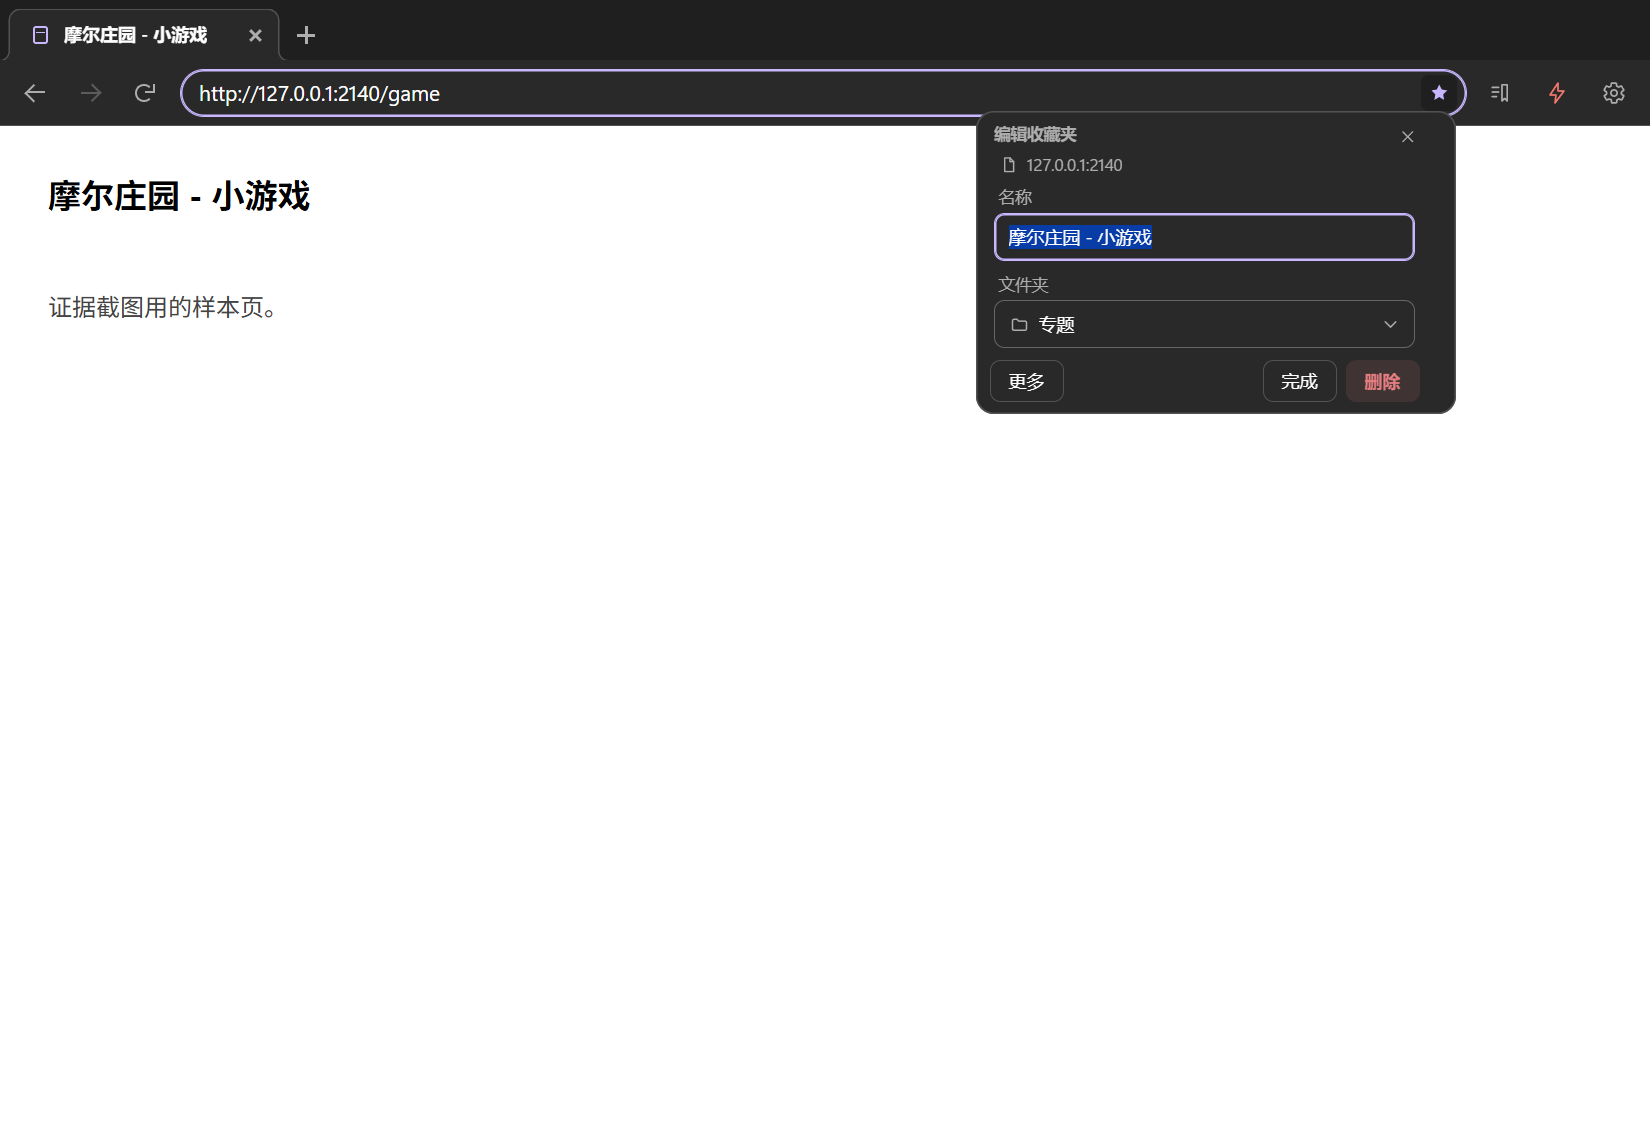 摩尔庄园 - 小游戏
http://127.0.0.1:2140/game
编辑收藏夹
127.0.0.1:2140
名称
摩尔庄园 - 小游戏
文件夹
专题
更多 完成 删除
摩尔庄园 - 小游戏
证据截图用的样本页。